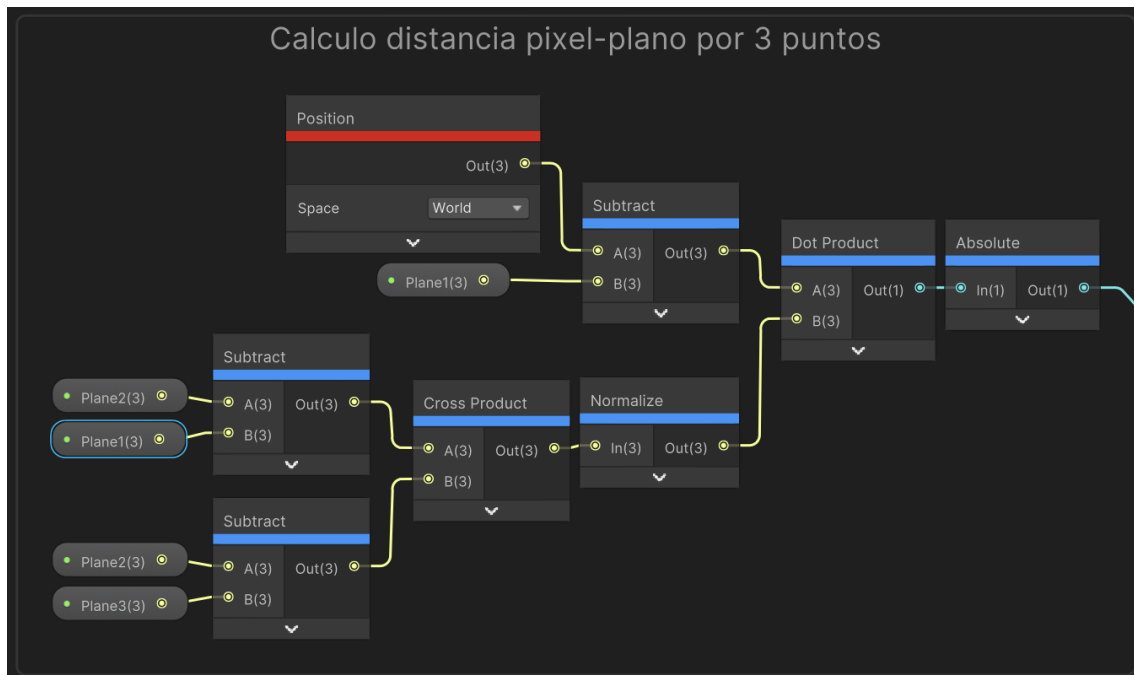 Calculo distancia pixel-plano por 3 puntos
Position
Out(3)
Space
World
Plane1(3)
Subtract
A(3)
Out(3)
B(3)
Dot Product
A(3)
Out(1)
B(3)
Absolute
In(1)
Out(1)
Plane2(3)
Plane1(3)
Subtract
A(3)
Out(3)
B(3)
Cross Product
A(3)
Out(3)
B(3)
Normalize
In(3)
Out(3)
Plane2(3)
Plane3(3)
Subtract
A(3)
Out(3)
B(3)